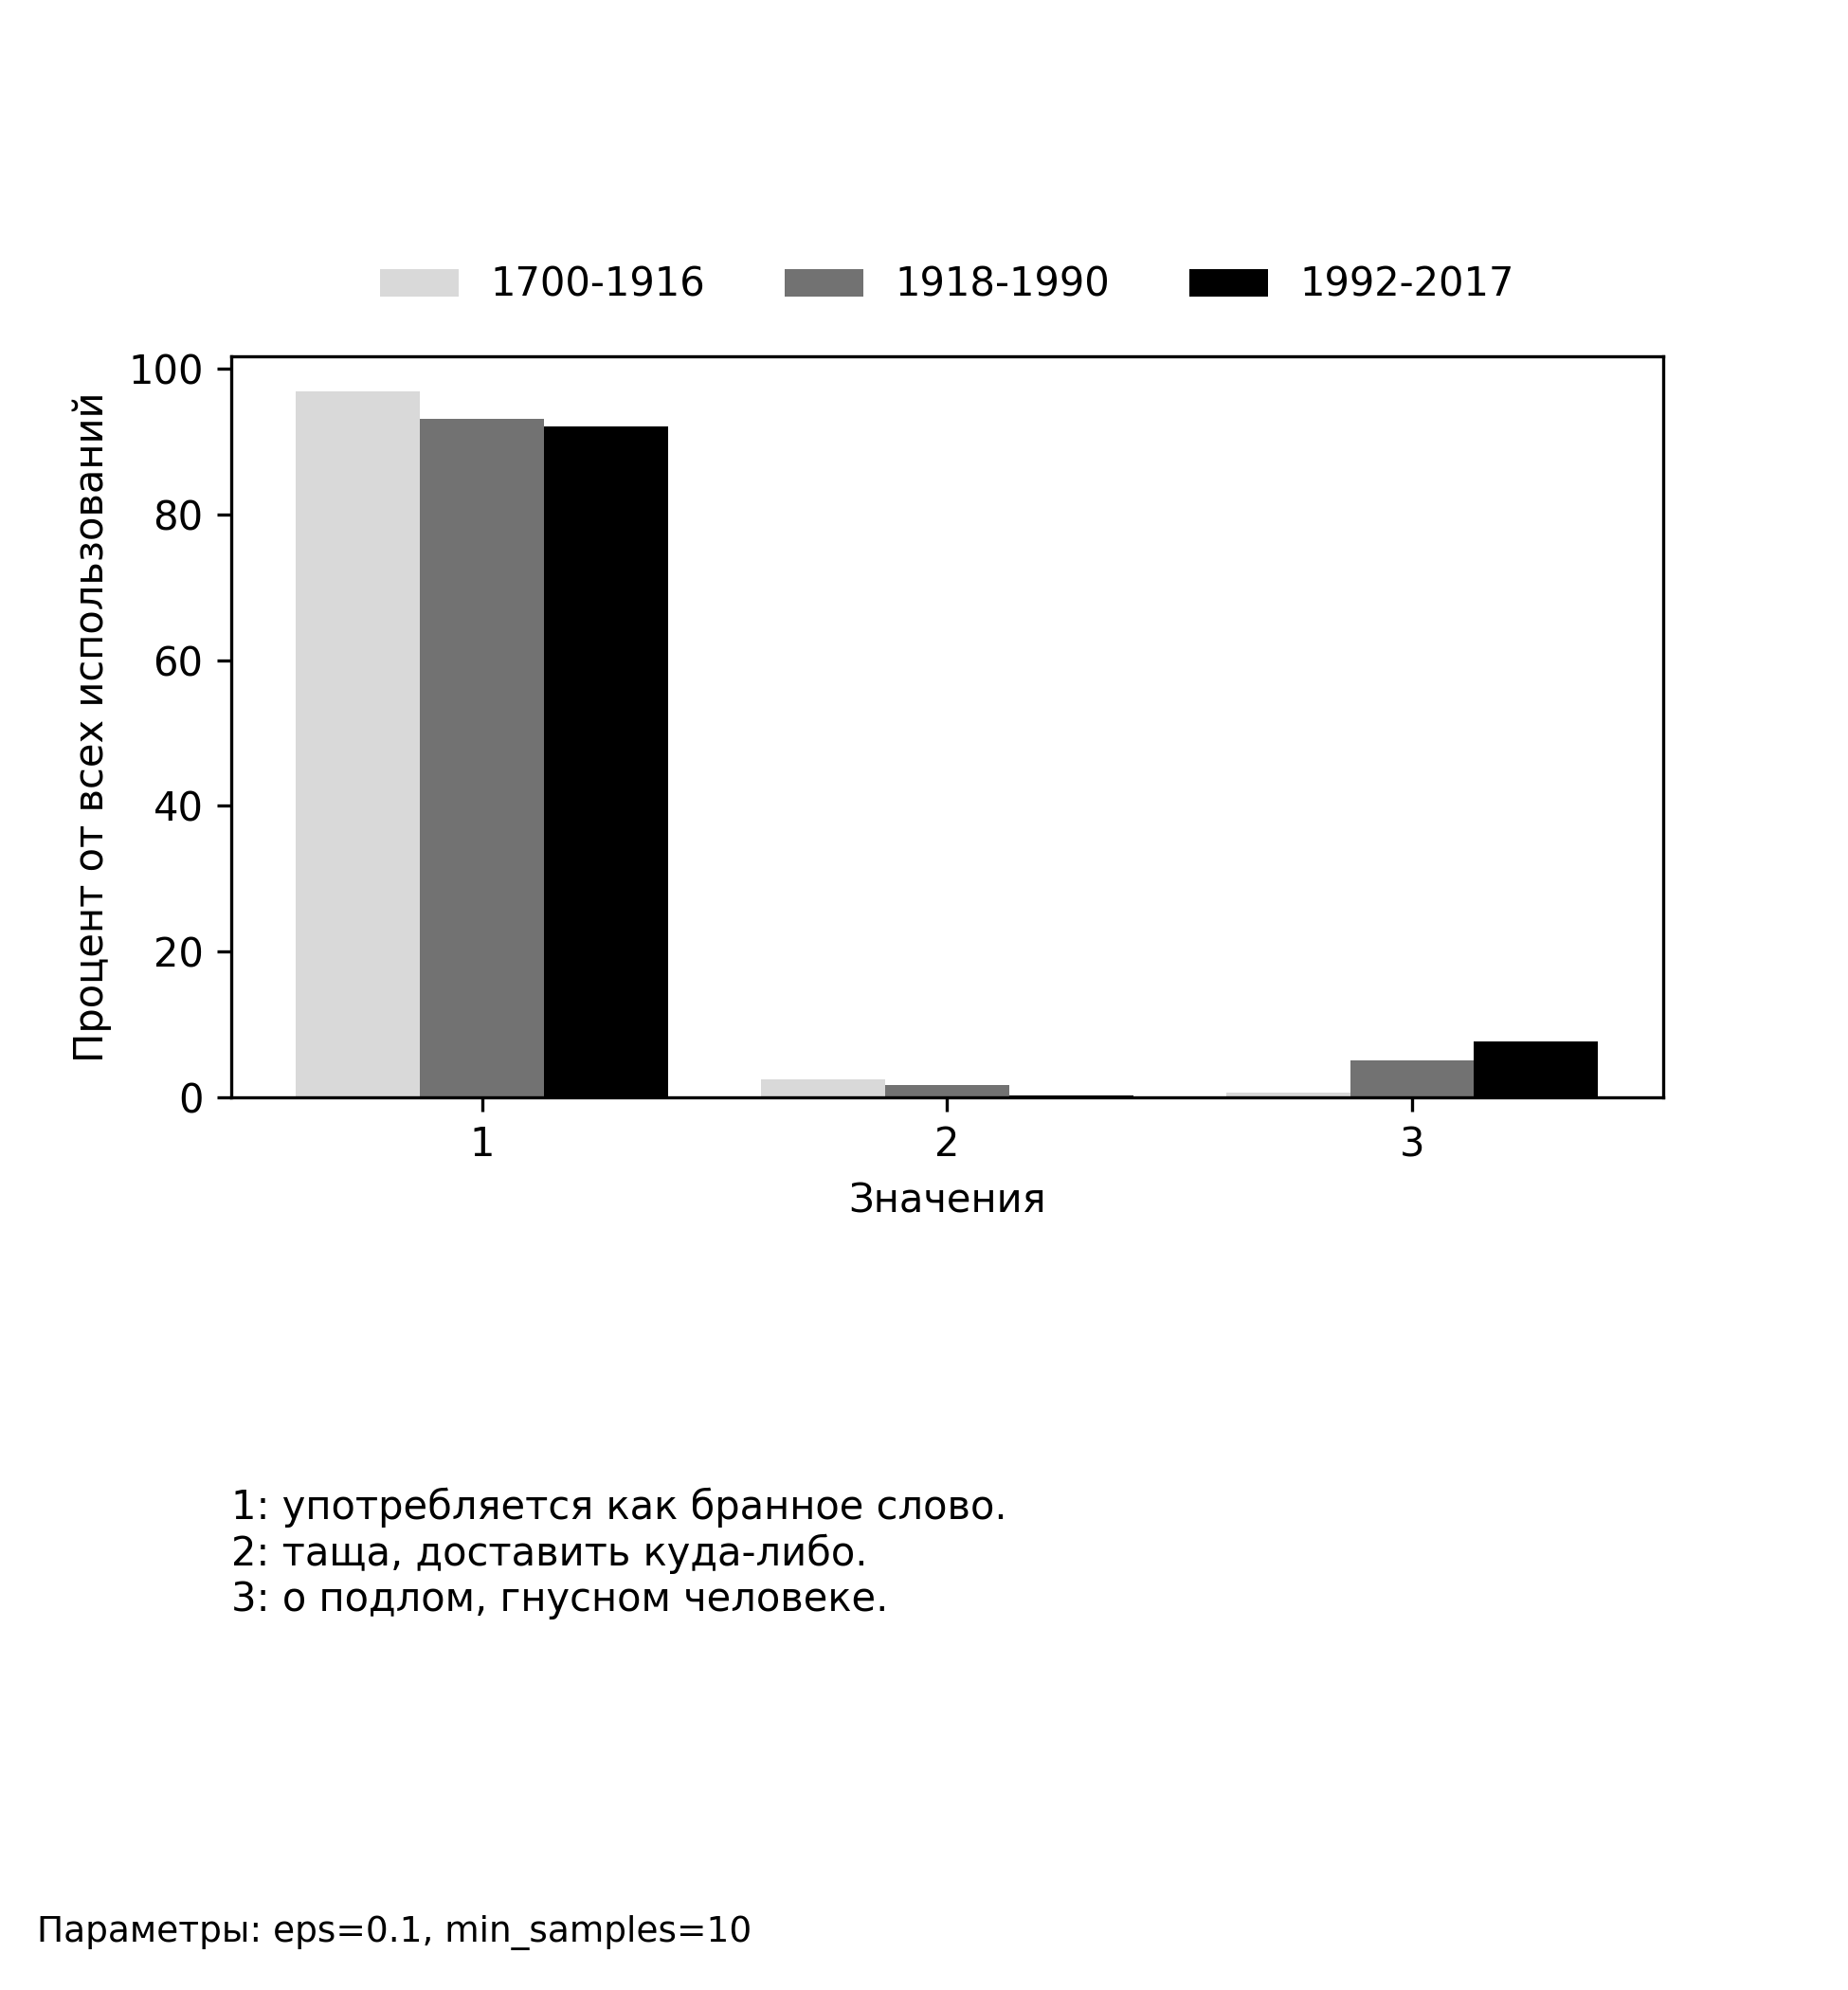 1700-1916 1918-1990 1992-2017
Процент от всех использований
100
80
60
40
20
0
1 2 3
Значения
1: употребляется как бранное слово.
2: таща, доставить куда-либо.
3: о подлом, гнусном человеке.
Параметры: eps=0.1, min_samples=10